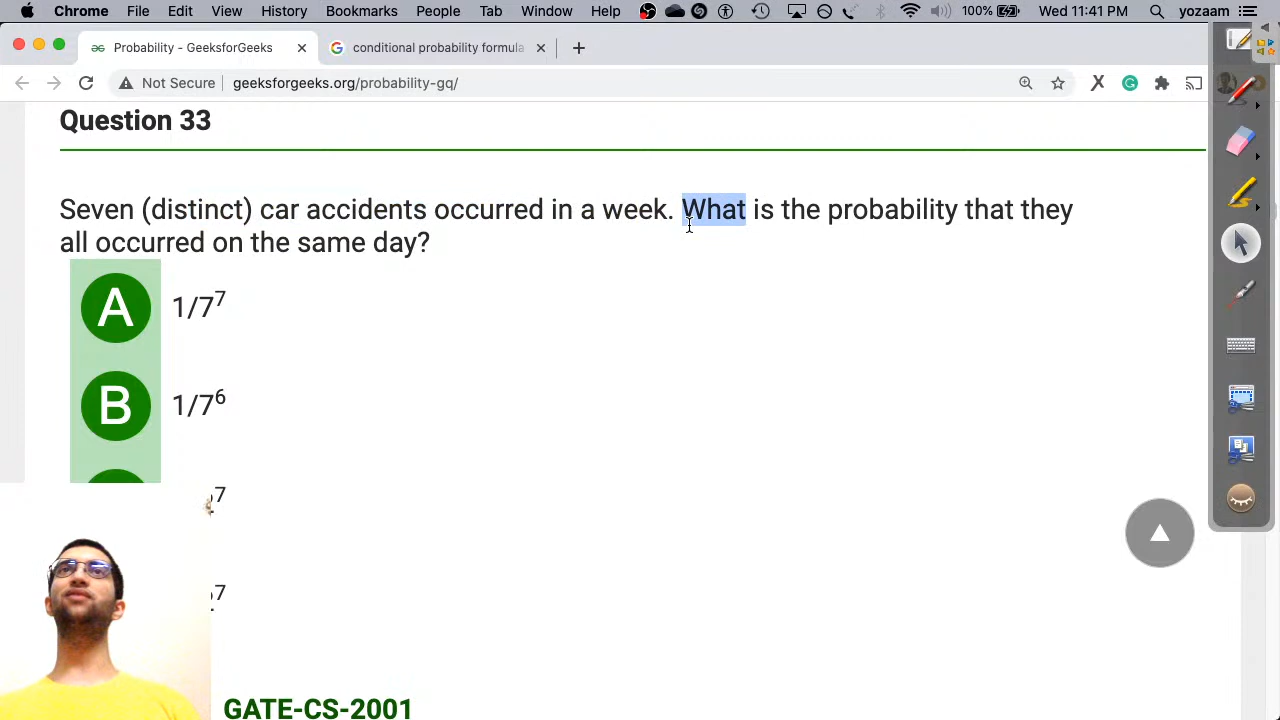 Chrome File Edit View History Bookmarks People Tab Window Help 100% Wed 11:41 PM yozaam
Probability - GeeksforGeeks
conditional probability formula
Not Secure geeksforgeeks.org/probability-gq/
Question 33
Seven (distinct) car accidents occurred in a week. What is the probability that they
all occurred on the same day?
A 1/7⁷
B 1/7⁶
GATE-CS-2001